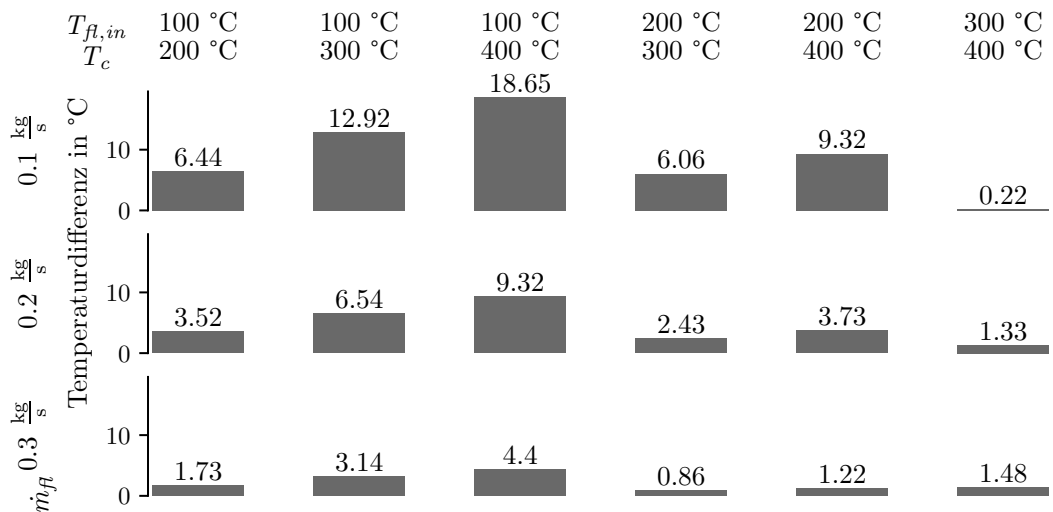 T_{fl,in} 100 °C 100 °C 100 °C 200 °C 200 °C 300 °C
T_c 200 °C 300 °C 400 °C 300 °C 400 °C 400 °C
Temperaturdifferenz in °C
0.1 kg/s
10
0
6.44 12.92 18.65 6.06 9.32 0.22
0.2 kg/s
10
0
3.52 6.54 9.32 2.43 3.73 1.33
0.3 kg/s
10
0
1.73 3.14 4.4 0.86 1.22 1.48
ṁ_{fl}